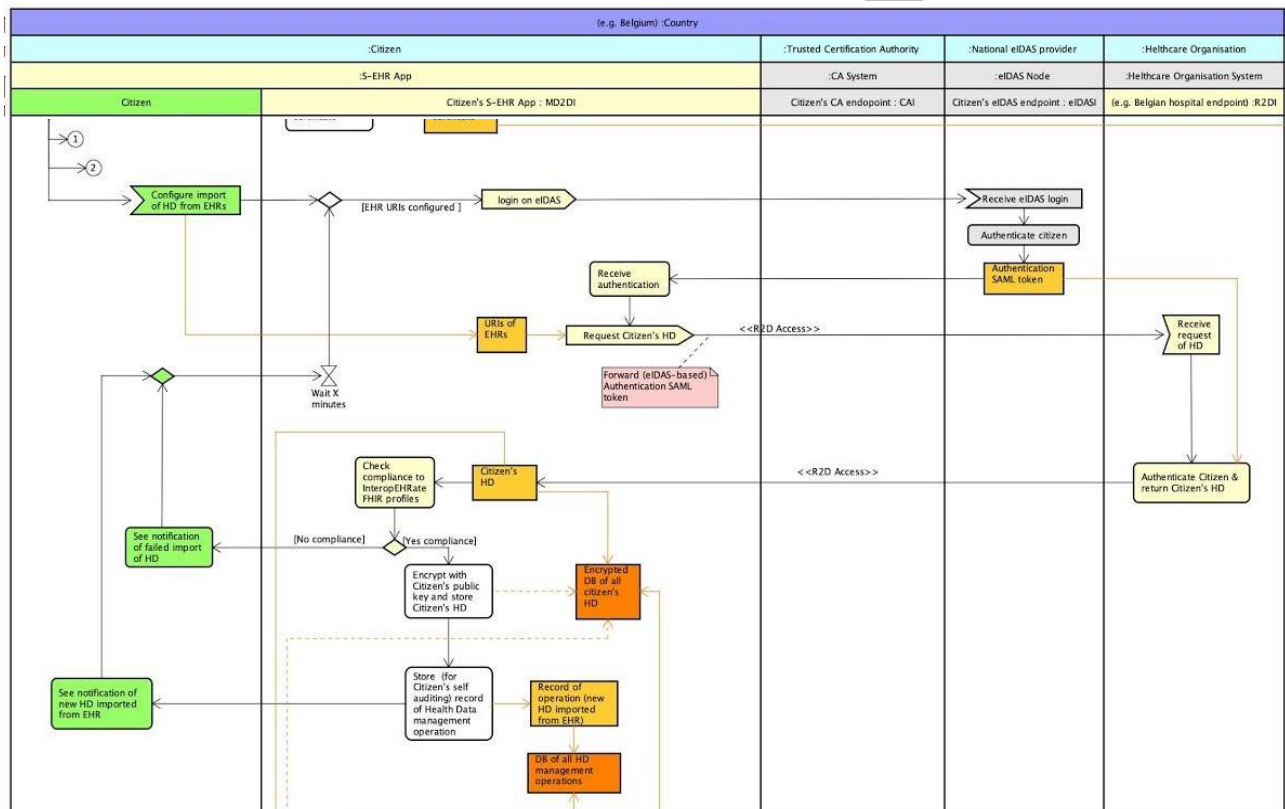 (e.g. Belgium) :Country
:Citizen
:Trusted Certification Authority
:National eIDAS provider
:Helthcare Organisation
:S-EHR App
:CA System
:eIDAS Node
:Helthcare Organisation System
Citizen
Citizen's S-EHR App : MD2DI
Citizen's CA endopoint : CAI
Citizen's eIDAS endpoint : eIDASI
(e.g. Belgian hospital endpoint) :R2DI
1
2
Configure import
of HD from EHRs
[EHR URIs configured ]
login on eIDAS
Receive eIDAS login
Authenticate citizen
Receive
authentication
Authentication
SAML token
URIs of
EHRs
Request Citizen's HD
<<R2D Access>>
Receive
request
of HD
Wait X
minutes
Forward (eIDAS-based)
Authentication SAML
token
Check
compliance to
InteropEHRate
FHIR profiles
Citizen's
HD
<<R2D Access>>
Authenticate Citizen &
return Citizen's HD
See notification
of failed import
of HD
[No compliance]
[Yes compliance]
Encrypt with
Citizen's public
key and store
Citizen's HD
Encrypted
DB of all
citizen's
HD
See notification of
new HD imported
from EHR
Store (for
Citizen's self
auditing) record
of Health Data
management
operation
Record of
operation (new
HD imported
from EHR)
DB of all HD
management
operations